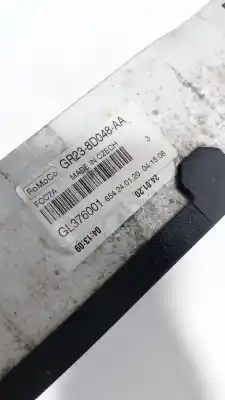 FoMoCo GR23-8D048-AA
FCC7A MADE IN CZECH 3
GL376001 654 24.01.20 04:15:08
24.01.20
04:13:09